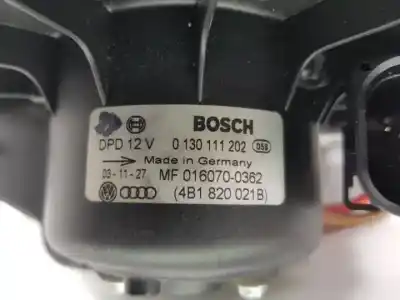 BOSCH
DPD 12 V 0 130 111 202 D59
Made in Germany
03-11-27 MF 016070-0362
(4B1 820 021B)